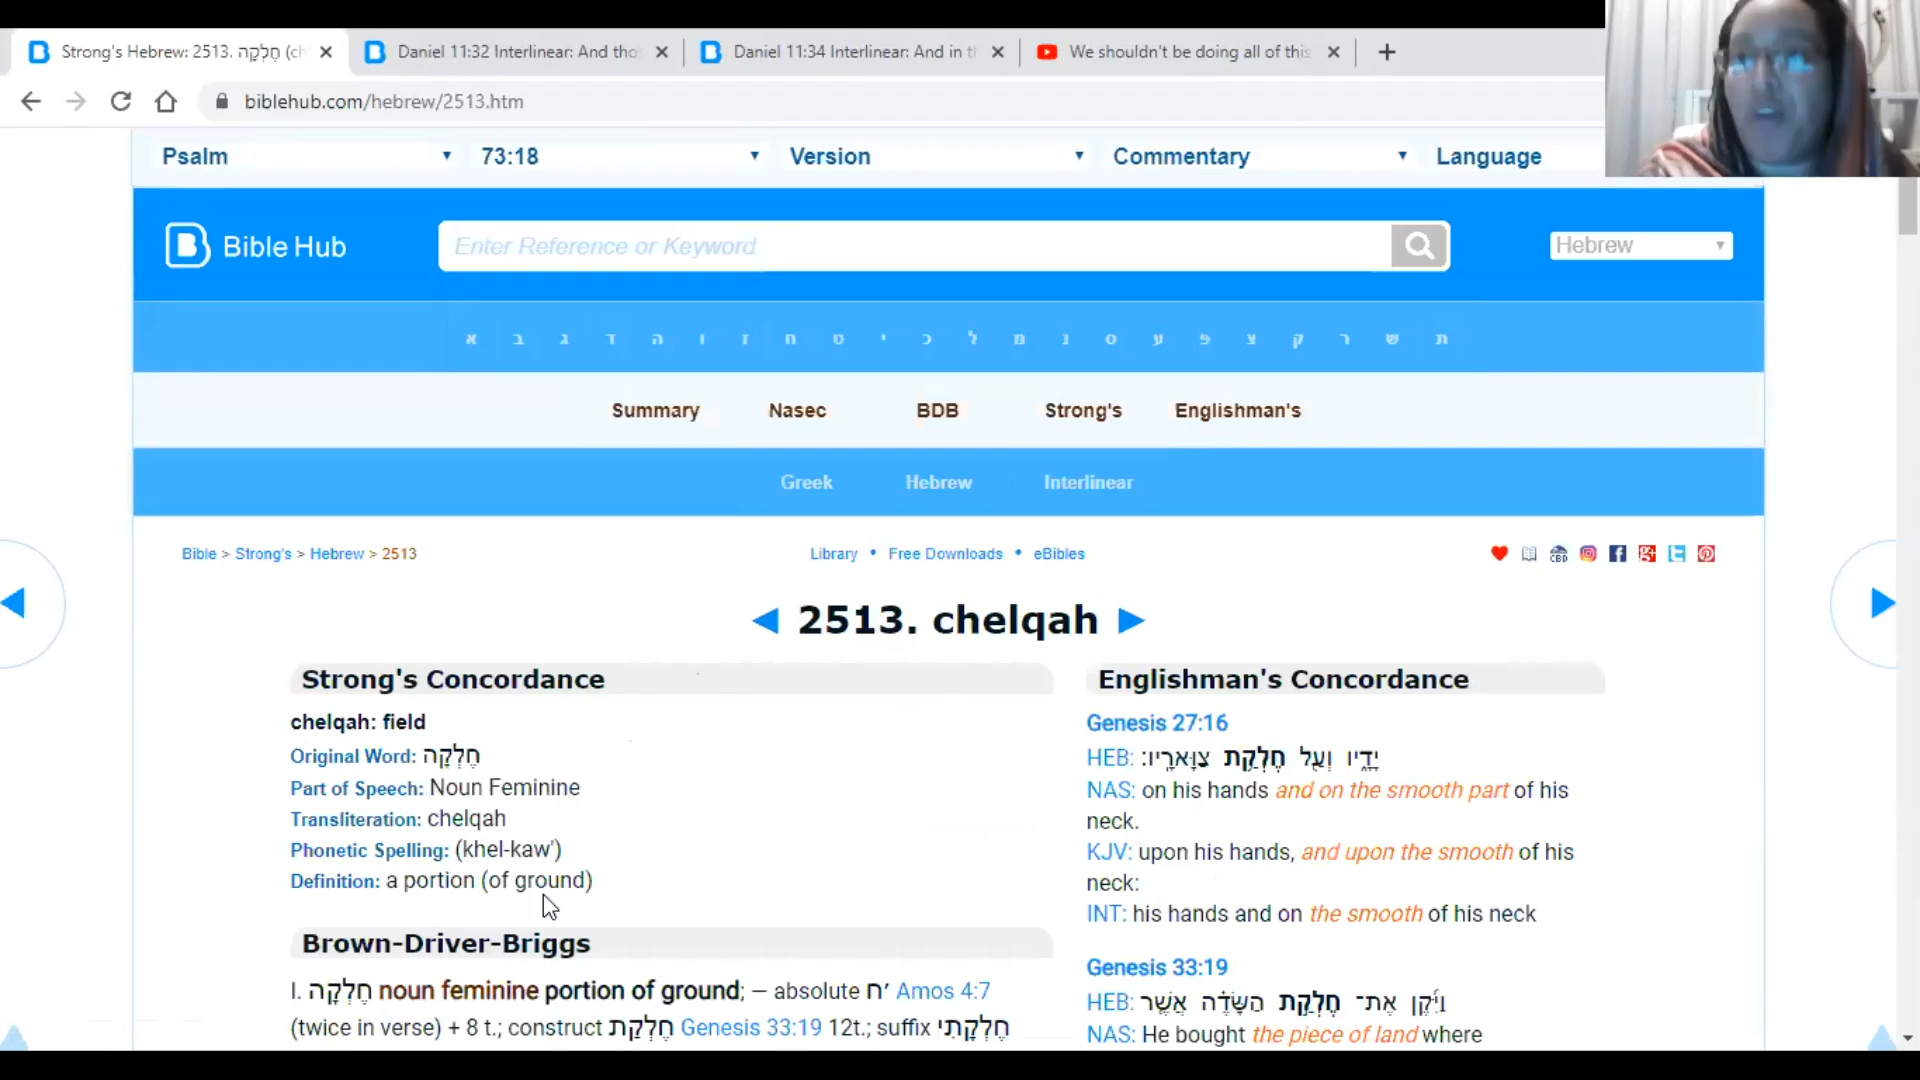 Strong's Hebrew: 2513. חֶלְקָה (ch
Daniel 11:32 Interlinear: And tho
Daniel 11:34 Interlinear: And in t
We shouldn't be doing all of this
biblehub.com/hebrew/2513.htm
Psalm 73:18 Version Commentary Language
Bible Hub
Enter Reference or Keyword
Hebrew
א ב ג ד ה ו ז ח ט י כ ל מ נ ס ע פ צ ק ר ש ת
Summary Nasec BDB Strong's Englishman's
Greek Hebrew Interlinear
Bible > Strong's > Hebrew > 2513
Library • Free Downloads • eBibles
CBD
◄ 2513. chelqah ►
Strong's Concordance
chelqah: field
Original Word: חֶלְקָה
Part of Speech: Noun Feminine
Transliteration: chelqah
Phonetic Spelling: (khel-kaw')
Definition: a portion (of ground)
Brown-Driver-Briggs
I. חֶלְקָה noun feminine portion of ground; — absolute ח׳ Amos 4:7
(twice in verse) + 8 t.; construct חֶלְקַת Genesis 33:19 12t.; suffix חֶלְקָתִי
Englishman's Concordance
Genesis 27:16
HEB: יָדָ֑יו וְעַ֖ל חֶלְקַ֥ת צַוָּארָֽיו׃
NAS: on his hands and on the smooth part of his
neck.
KJV: upon his hands, and upon the smooth of his
neck:
INT: his hands and on the smooth of his neck
Genesis 33:19
HEB: וַיִּ֜קֶן אֶת־ חֶלְקַ֣ת הַשָּׂדֶ֗ה אֲשֶׁ֤ר
NAS: He bought the piece of land where